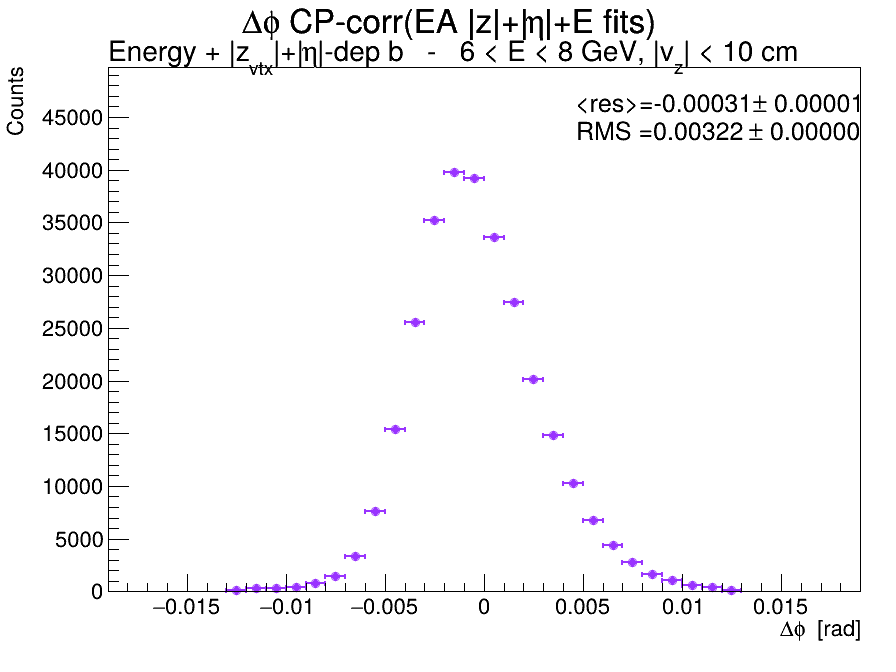 Δϕ CP-corr(EA |z|+|η|+E fits)
Energy + |z_vtx|+|η|-dep b - 6 < E < 8 GeV, |v_z| < 10 cm
<res>=-0.00031± 0.00001
RMS =0.00322 ± 0.00000
Counts
45000
40000
35000
30000
25000
20000
15000
10000
5000
0
−0.015 −0.01 −0.005 0 0.005 0.01 0.015
Δϕ [rad]